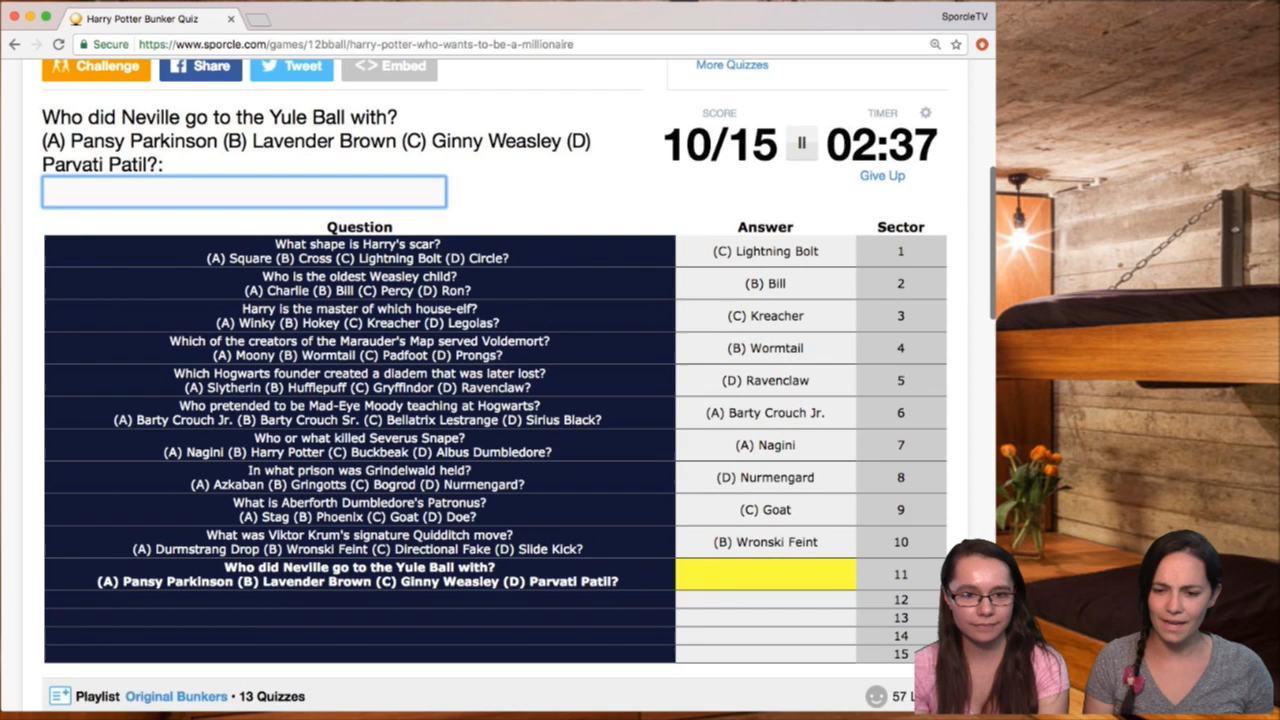 Harry Potter Bunker Quiz
SporcleTV
Secure https://www.sporcle.com/games/12bball/harry-potter-who-wants-to-be-a-millionaire
Challenge
Share
Tweet
<> Embed
More Quizzes
Who did Neville go to the Yule Ball with?
(A) Pansy Parkinson (B) Lavender Brown (C) Ginny Weasley (D)
Parvati Patil?:
SCORE
TIMER
10/15
02:37
Give Up
Question
Answer
Sector
What shape is Harry's scar?
(A) Square (B) Cross (C) Lightning Bolt (D) Circle?
(C) Lightning Bolt
1
Who is the oldest Weasley child?
(A) Charlie (B) Bill (C) Percy (D) Ron?
(B) Bill
2
Harry is the master of which house-elf?
(A) Winky (B) Hokey (C) Kreacher (D) Legolas?
(C) Kreacher
3
Which of the creators of the Marauder's Map served Voldemort?
(A) Moony (B) Wormtail (C) Padfoot (D) Prongs?
(B) Wormtail
4
Which Hogwarts founder created a diadem that was later lost?
(A) Slytherin (B) Hufflepuff (C) Gryffindor (D) Ravenclaw?
(D) Ravenclaw
5
Who pretended to be Mad-Eye Moody teaching at Hogwarts?
(A) Barty Crouch Jr. (B) Barty Crouch Sr. (C) Bellatrix Lestrange (D) Sirius Black?
(A) Barty Crouch Jr.
6
Who or what killed Severus Snape?
(A) Nagini (B) Harry Potter (C) Buckbeak (D) Albus Dumbledore?
(A) Nagini
7
In what prison was Grindelwald held?
(A) Azkaban (B) Gringotts (C) Bogrod (D) Nurmengard?
(D) Nurmengard
8
What is Aberforth Dumbledore's Patronus?
(A) Stag (B) Phoenix (C) Goat (D) Doe?
(C) Goat
9
What was Viktor Krum's signature Quidditch move?
(A) Durmstrang Drop (B) Wronski Feint (C) Directional Fake (D) Slide Kick?
(B) Wronski Feint
10
Who did Neville go to the Yule Ball with?
(A) Pansy Parkinson (B) Lavender Brown (C) Ginny Weasley (D) Parvati Patil?
11
12
13
14
15
Playlist Original Bunkers • 13 Quizzes
57